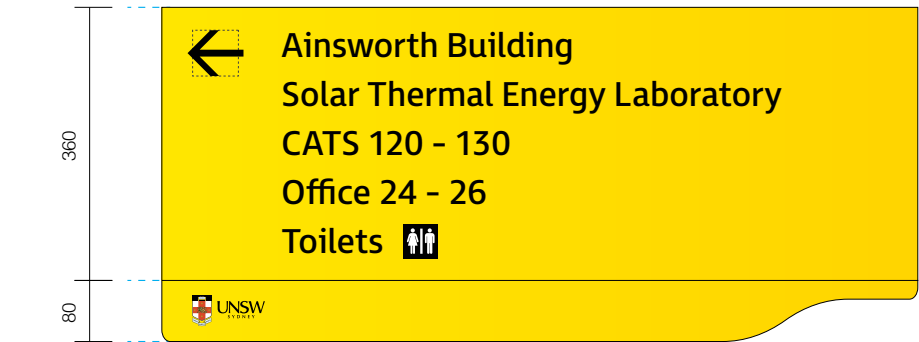 Ainsworth Building
Solar Thermal Energy Laboratory
CATS 120 - 130
Office 24 - 26
Toilets
360
80
UNSW
SYDNEY